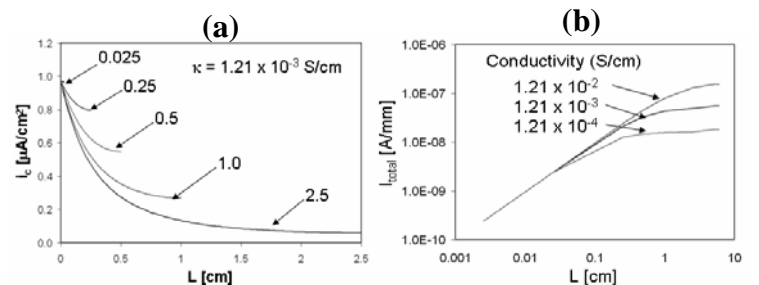 (a)
1.2
1.0
0.8
0.6
0.4
0.2
0.0
i_c [µA/cm²]
0.025
0.25
0.5
1.0
2.5
κ = 1.21 x 10⁻³ S/cm
0 0.5 1 1.5 2 2.5
L [cm]
(b)
1.0E-06
1.0E-07
1.0E-08
1.0E-09
1.0E-10
I_total [A/mm]
Conductivity (S/cm)
1.21 x 10⁻²
1.21 x 10⁻³
1.21 x 10⁻⁴
0.001 0.01 0.1 1 10
L [cm]